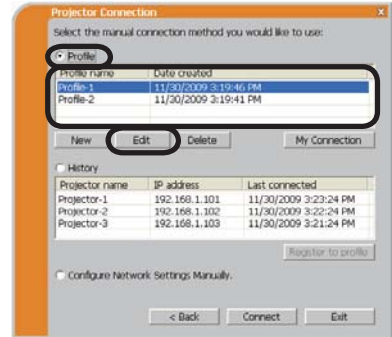 Projector Connection
Select the manual connection method you would like to use:
Profile
Profile name Date created
Profile-1 11/30/2009 3:19:46 PM
Profile-2 11/30/2009 3:19:41 PM
New Edit Delete My Connection
History
Projector name IP address Last connected
Projector-1 192.168.1.101 11/30/2009 3:23:24 PM
Projector-2 192.168.1.102 11/30/2009 3:22:24 PM
Projector-3 192.168.1.103 11/30/2009 3:21:24 PM
Register to profile
Configure Network Settings Manually.
< Back Connect Exit